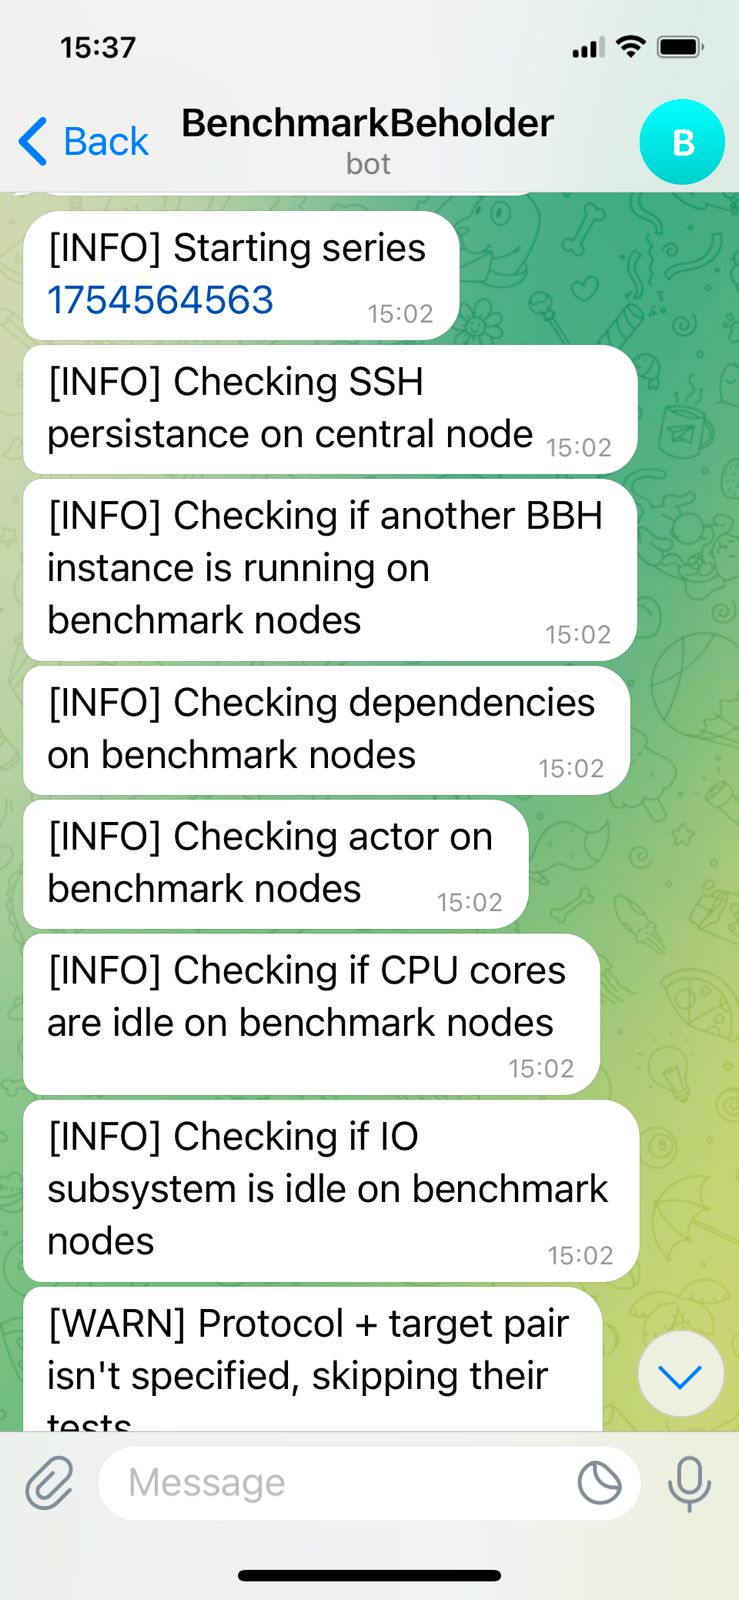 15:37
Back
BenchmarkBeholder
bot
B
[INFO] Starting series
1754564563
15:02
[INFO] Checking SSH
persistance on central node
15:02
[INFO] Checking if another BBH
instance is running on
benchmark nodes
15:02
[INFO] Checking dependencies
on benchmark nodes
15:02
[INFO] Checking actor on
benchmark nodes
15:02
[INFO] Checking if CPU cores
are idle on benchmark nodes
15:02
[INFO] Checking if IO
subsystem is idle on benchmark
nodes
15:02
[WARN] Protocol + target pair
isn't specified, skipping their
tests
Message